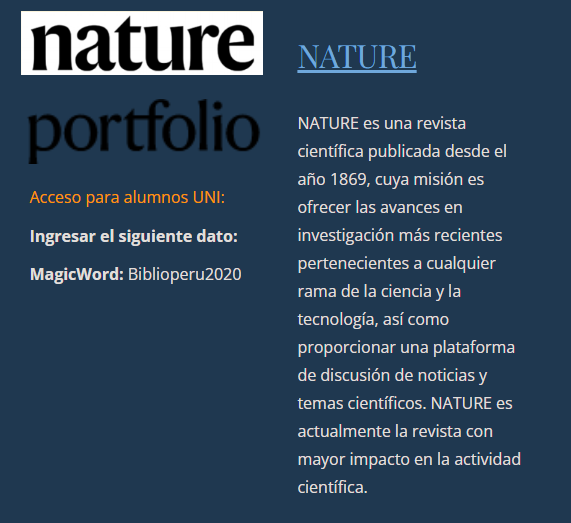 nature
portfolio
Acceso para alumnos UNI:
Ingresar el siguiente dato:
MagicWord: Biblioperu2020
NATURE
NATURE es una revista
científica publicada desde el
año 1869, cuya misión es
ofrecer las avances en
investigación más recientes
pertenecientes a cualquier
rama de la ciencia y la
tecnología, así como
proporcionar una plataforma
de discusión de noticias y
temas científicos. NATURE es
actualmente la revista con
mayor impacto en la actividad
científica.